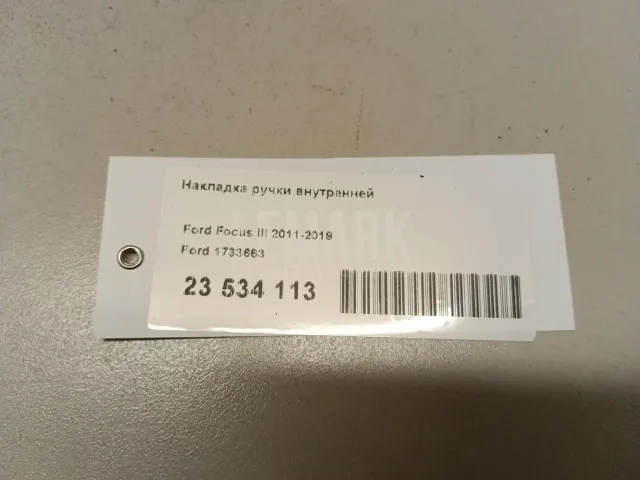 Накладка ручки внутренней
Ford Focus III 2011-2019
Ford 1733663
23 534 113